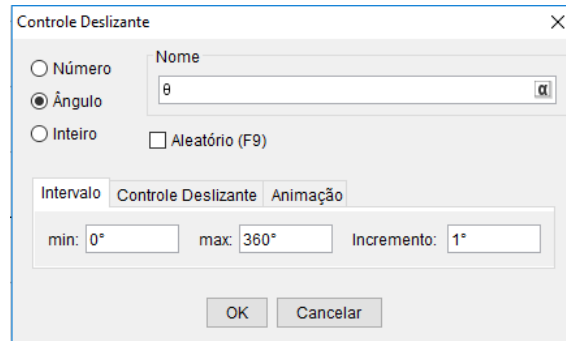 Controle Deslizante
Nome
Número
θ α
Ângulo
Inteiro
Aleatório (F9)
Intervalo Controle Deslizante Animação
min: 0° max: 360° Incremento: 1°
OK Cancelar